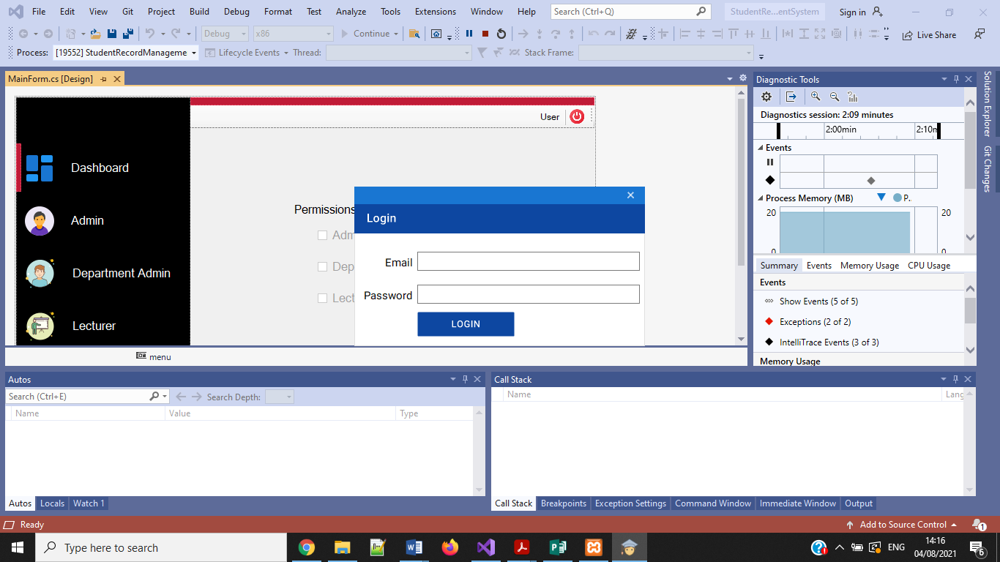 File Edit View Git Project Build Debug Format Test Analyze Tools Extensions Window Help Search (Ctrl+Q) StudentRe...entSystem Sign in
Debug x86 Continue Live Share
Process: [19552] StudentRecordManageme Lifecycle Events Thread: Stack Frame:
MainForm.cs [Design]
User
Dashboard
Admin
Department Admin
Lecturer
Permissions
Adm
Dep
Lect
Login
Email
Password
LOGIN
menu
Diagnostic Tools
Diagnostics session: 2:09 minutes
2:00min 2:10m
Events
Process Memory (MB) P..
20 20
0 0
Summary Events Memory Usage CPU Usage
Events
Show Events (5 of 5)
Exceptions (2 of 2)
IntelliTrace Events (3 of 3)
Memory Usage
Solution Explorer
Git Changes
Autos
Search (Ctrl+E) Search Depth:
Name Value Type
Autos Locals Watch 1
Call Stack
Name Lang
Call Stack Breakpoints Exception Settings Command Window Immediate Window Output
Ready Add to Source Control 1
Type here to search
ENG
14:16
04/08/2021
6